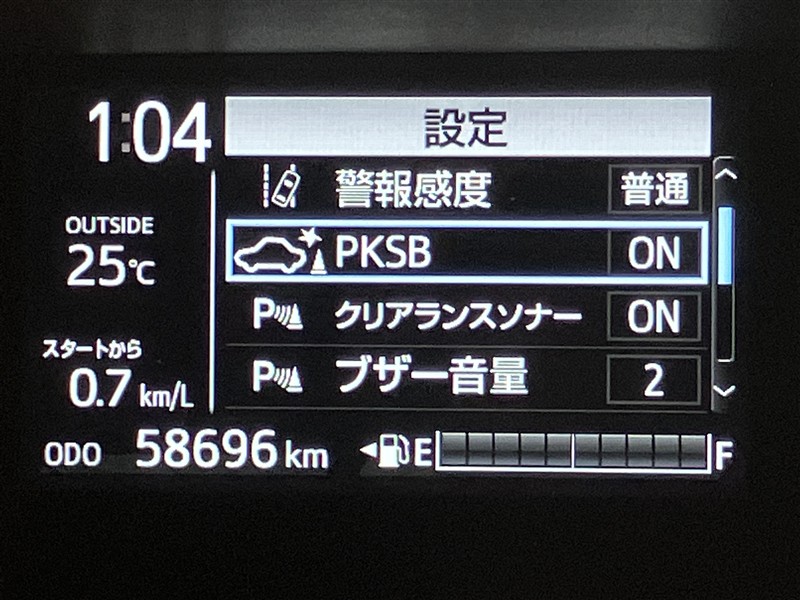 1:04
設定
警報感度 普通
OUTSIDE
25℃
PKSB ON
P クリアランスソナー ON
スタートから
0.7 km/L
P ブザー音量 2
ODO 58696 km
E F